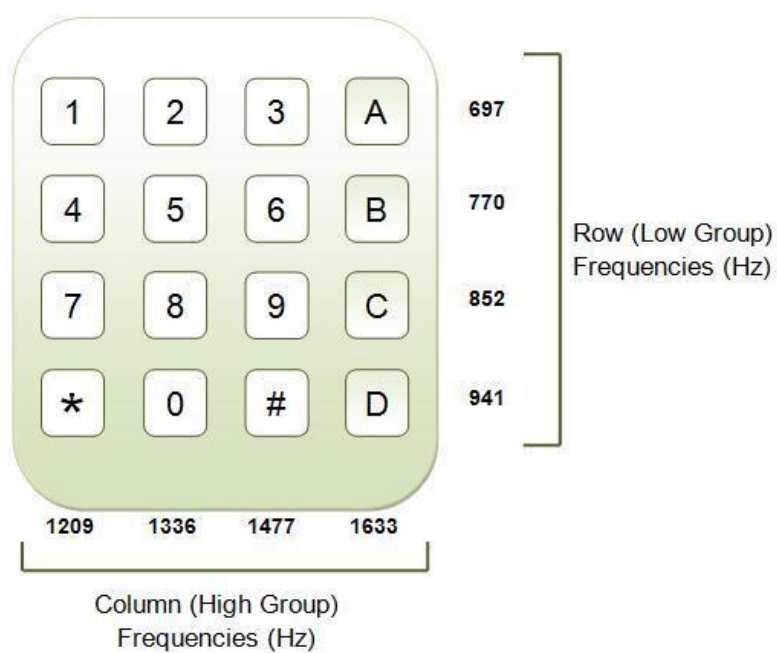 1 2 3 A 697
4 5 6 B 770
Row (Low Group)
Frequencies (Hz)
7 8 9 C 852
* 0 # D 941
1209 1336 1477 1633
Column (High Group)
Frequencies (Hz)